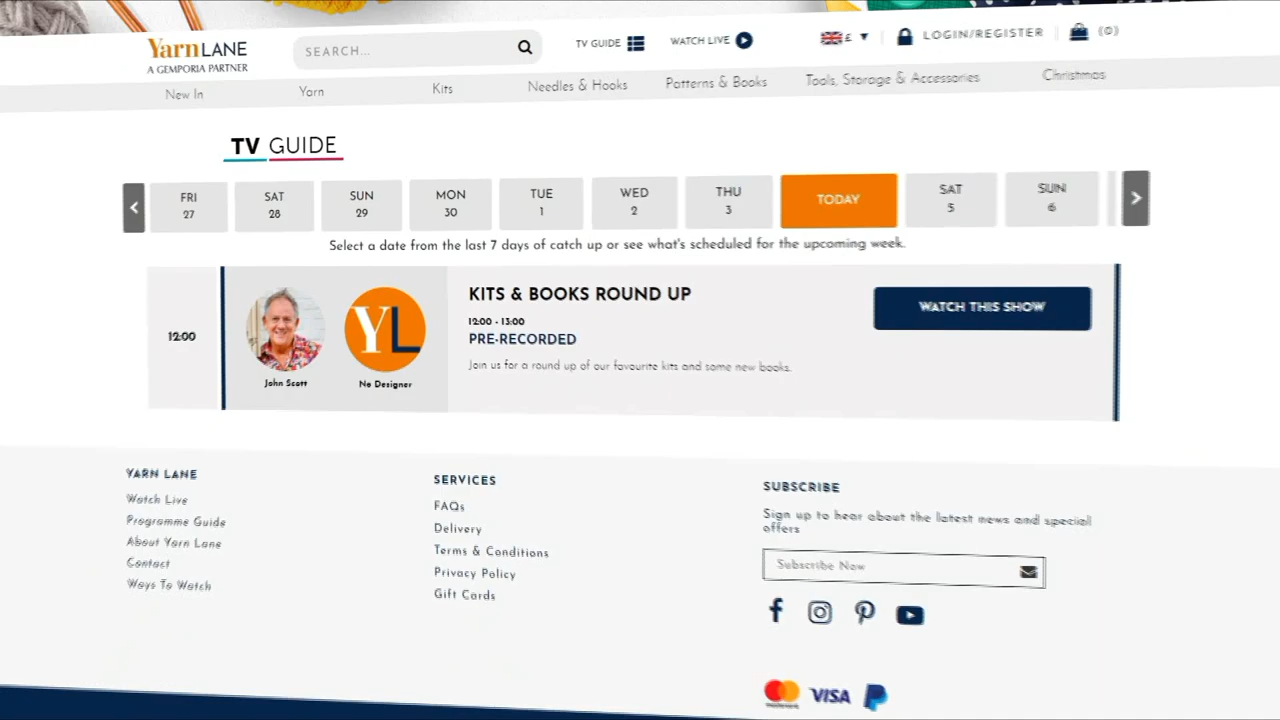 YarnLANE
A GEMPORIA PARTNER
SEARCH...
TV GUIDE
WATCH LIVE
£
LOGIN/REGISTER
(0)
New In
Yarn
Kits
Needles & Hooks
Patterns & Books
Tools, Storage & Accessories
Christmas
TV GUIDE
FRI
27
SAT
28
SUN
29
MON
30
TUE
1
WED
2
THU
3
TODAY
SAT
5
SUN
6
Select a date from the last 7 days of catch up or see what's scheduled for the upcoming week.
12:00
YL
John Scott
No Designer
KITS & BOOKS ROUND UP
12:00 - 13:00
PRE-RECORDED
Join us for a round up of our favourite kits and some new books.
WATCH THIS SHOW
YARN LANE
Watch Live
Programme Guide
About Yarn Lane
Contact
Ways To Watch
SERVICES
FAQs
Delivery
Terms & Conditions
Privacy Policy
Gift Cards
SUBSCRIBE
Sign up to hear about the latest news and special
offers
Subscribe Now
VISA